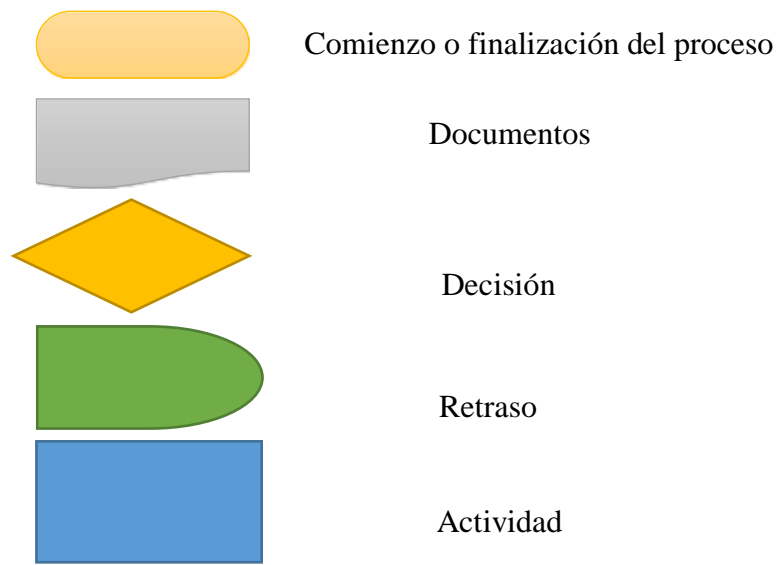 Comienzo o finalización del proceso
Documentos
Decisión
Retraso
Actividad